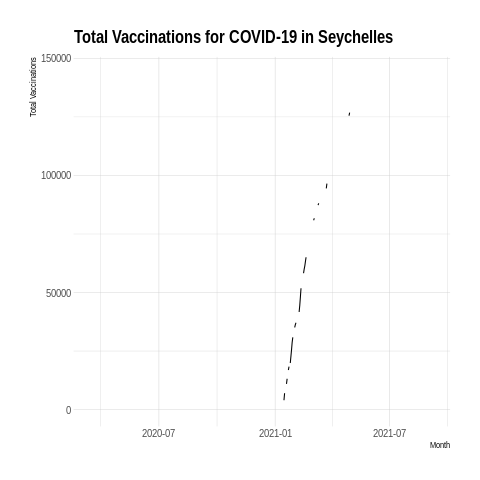 Total Vaccinations for COVID-19 in Seychelles
Total Vaccinations
150000
100000
50000
0
2020-07
2021-01
2021-07
Month